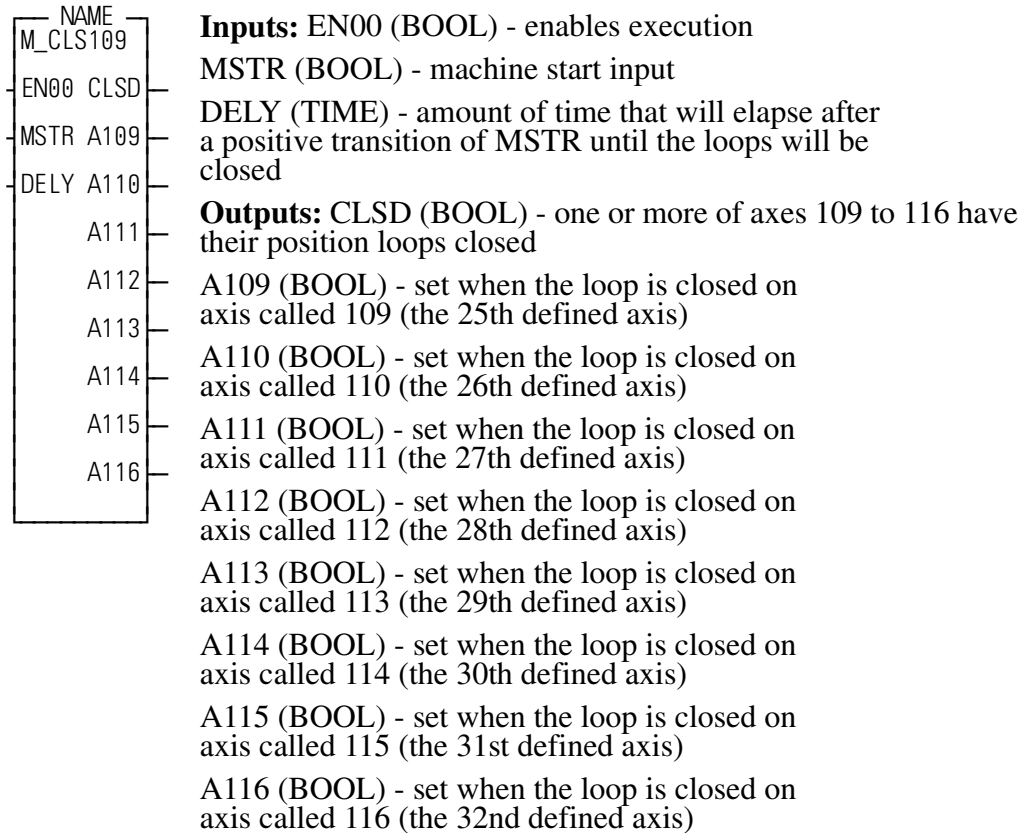 NAME
M_CLS109
EN00 CLSD
MSTR A109
DELY A110
A111
A112
A113
A114
A115
A116
Inputs: EN00 (BOOL) - enables execution
MSTR (BOOL) - machine start input
DELY (TIME) - amount of time that will elapse after
a positive transition of MSTR until the loops will be
closed
Outputs: CLSD (BOOL) - one or more of axes 109 to 116 have
their position loops closed
A109 (BOOL) - set when the loop is closed on
axis called 109 (the 25th defined axis)
A110 (BOOL) - set when the loop is closed on
axis called 110 (the 26th defined axis)
A111 (BOOL) - set when the loop is closed on
axis called 111 (the 27th defined axis)
A112 (BOOL) - set when the loop is closed on
axis called 112 (the 28th defined axis)
A113 (BOOL) - set when the loop is closed on
axis called 113 (the 29th defined axis)
A114 (BOOL) - set when the loop is closed on
axis called 114 (the 30th defined axis)
A115 (BOOL) - set when the loop is closed on
axis called 115 (the 31st defined axis)
A116 (BOOL) - set when the loop is closed on
axis called 116 (the 32nd defined axis)